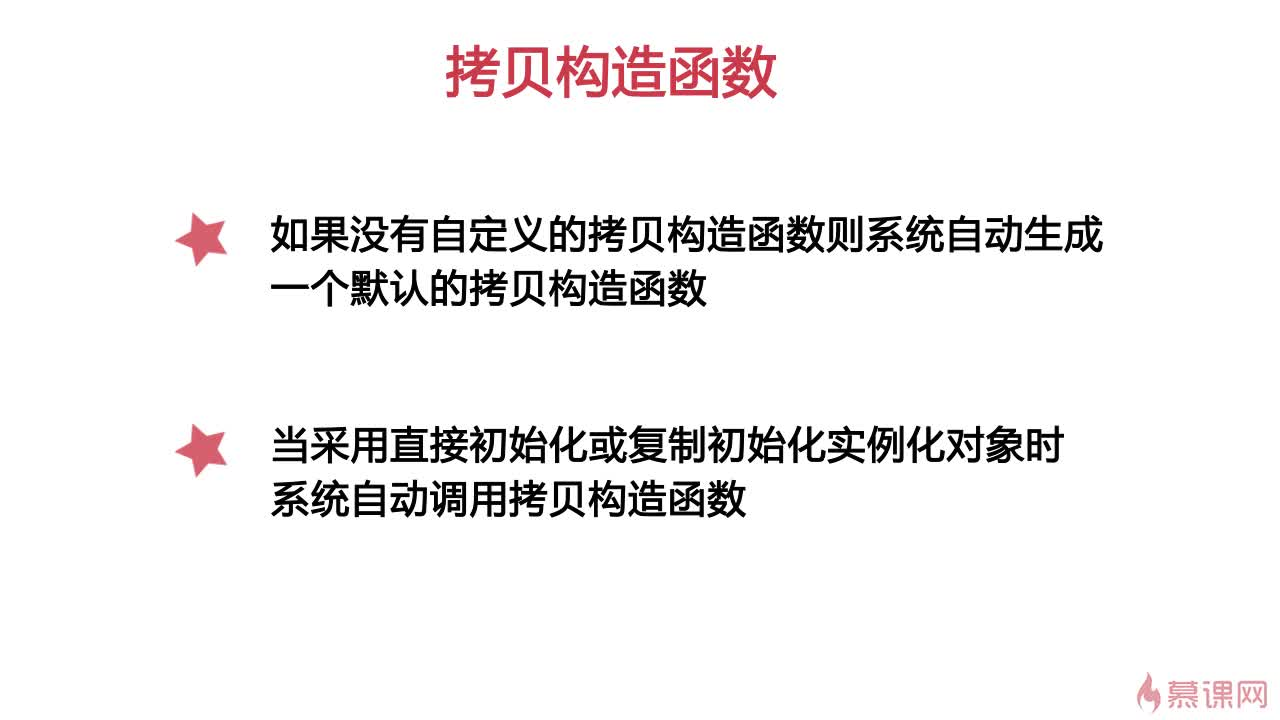 拷贝构造函数
如果没有自定义的拷贝构造函数则系统自动生成
一个默认的拷贝构造函数
当采用直接初始化或复制初始化实例化对象时
系统自动调用拷贝构造函数
慕课网